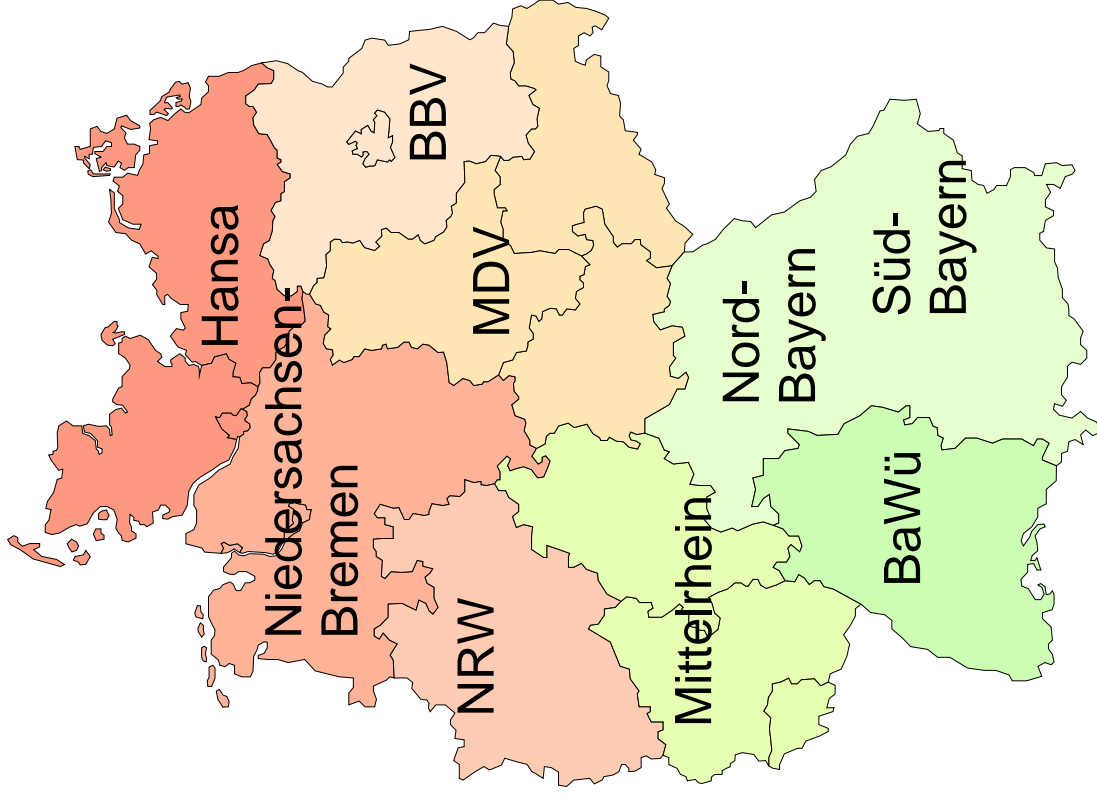 Hansa
BBV
Niedersachsen-
Bremen
MDV
NRW
Mittelrhein
Nord-
Bayern
Süd-
Bayern
BaWü